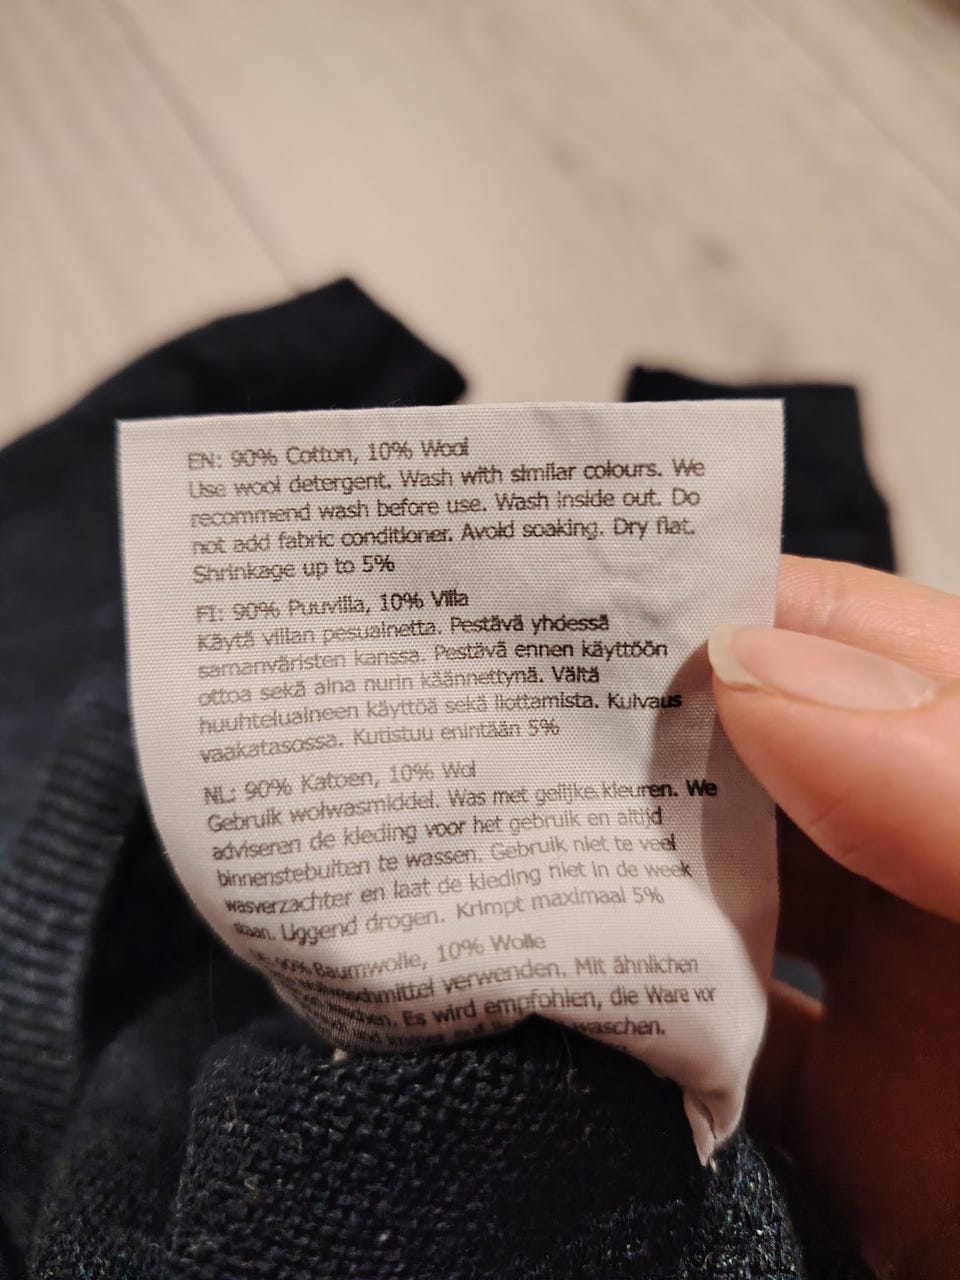 EN: 90% Cotton, 10% Wool
Use wool detergent. Wash with similar colours. We
recommend wash before use. Wash inside out. Do
not add fabric conditioner. Avoid soaking. Dry flat.
Shrinkage up to 5%
FI: 90% Puuvilla, 10% Villa
Käytä villan pesuainetta. Pestävä yhdessä
samanväristen kanssa. Pestävä ennen käyttöön
ottoa sekä aina nurin käännettynä. Vältä
huuhteluaineen käyttöä sekä liottamista. Kuivaus
vaakatasossa. Kutistuu enintään 5%
NL: 90% Katoen, 10% Wol
Gebruik wolwasmiddel. Was met gelijke kleuren. We
adviseren de kleding voor het gebruik en altijd
binnenstebuiten te wassen. Gebruik niet te veel
wasverzachter en laat de kleding niet in de week
staan. Liggend drogen. Krimpt maximaal 5%
90% Baumwolle, 10% Wolle
verwenden. Mit ähnlichen
Es wird empfohlen, die Ware vor
waschen.